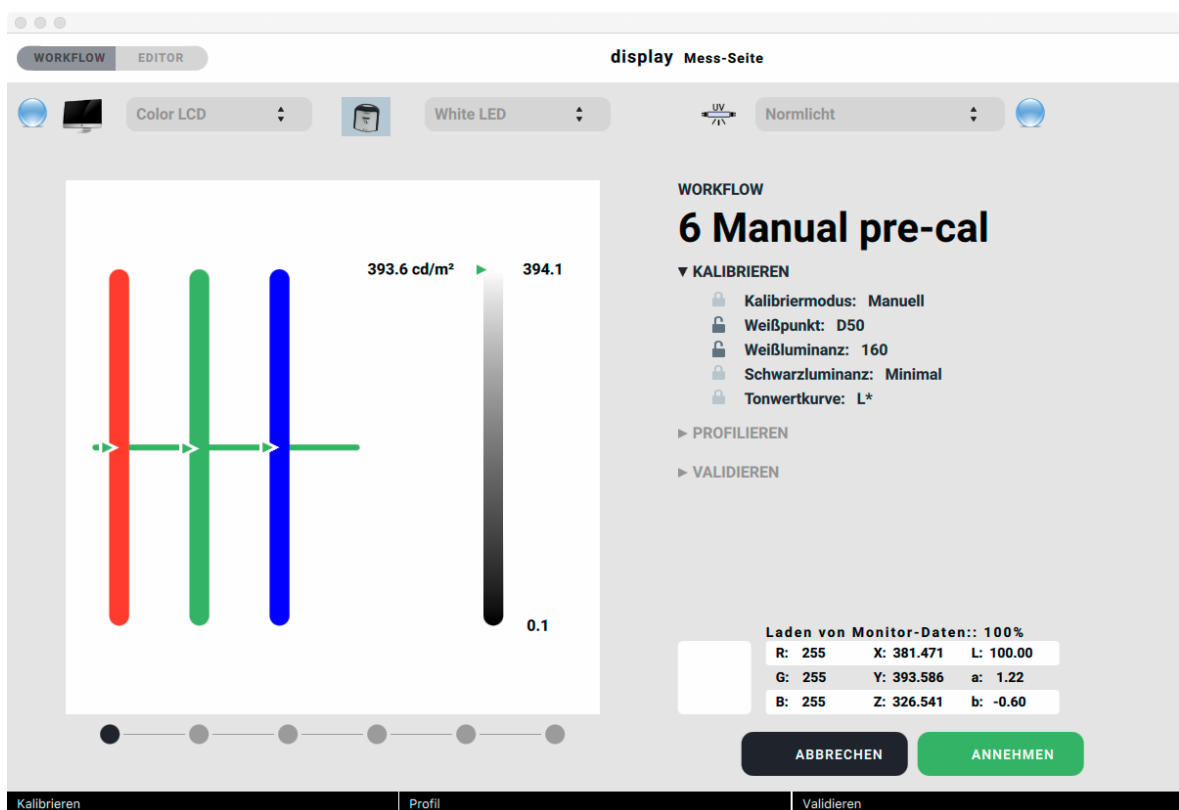 WORKFLOW EDITOR
display Mess-Seite
Color LCD White LED UV Normlicht
WORKFLOW
6 Manual pre-cal
393.6 cd/m² 394.1
▼ KALIBRIEREN
Kalibriermodus: Manuell
Weißpunkt: D50
Weißluminanz: 160
Schwarzluminanz: Minimal
Tonwertkurve: L*
► PROFILIEREN
► VALIDIEREN
0.1
Laden von Monitor-Daten:: 100%
R: 255 X: 381.471 L: 100.00
G: 255 Y: 393.586 a: 1.22
B: 255 Z: 326.541 b: -0.60
ABBRECHEN ANNEHMEN
Kalibrieren Profil Validieren